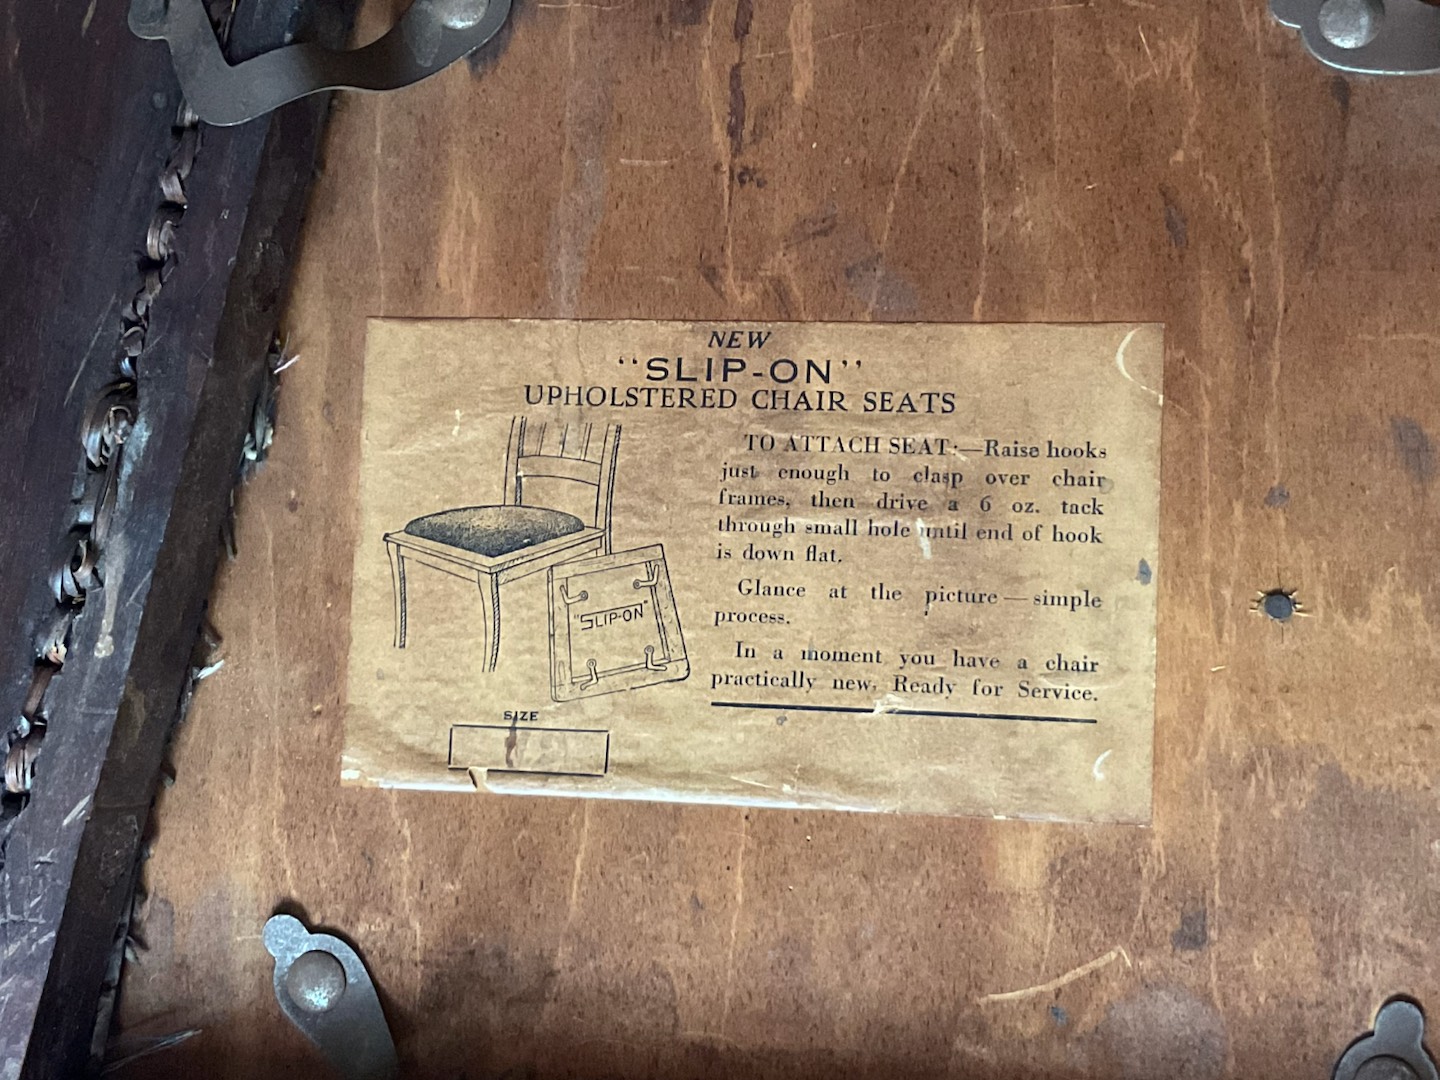 NEW
“SLIP-ON”
UPHOLSTERED CHAIR SEATS
TO ATTACH SEAT:—Raise hooks
just enough to clasp over chair
frames, then drive a 6 oz. tack
through small hole until end of hook
is down flat.
Glance at the picture — simple
process.
In a moment you have a chair
practically new, Ready for Service.
"SLIP-ON"
SIZE